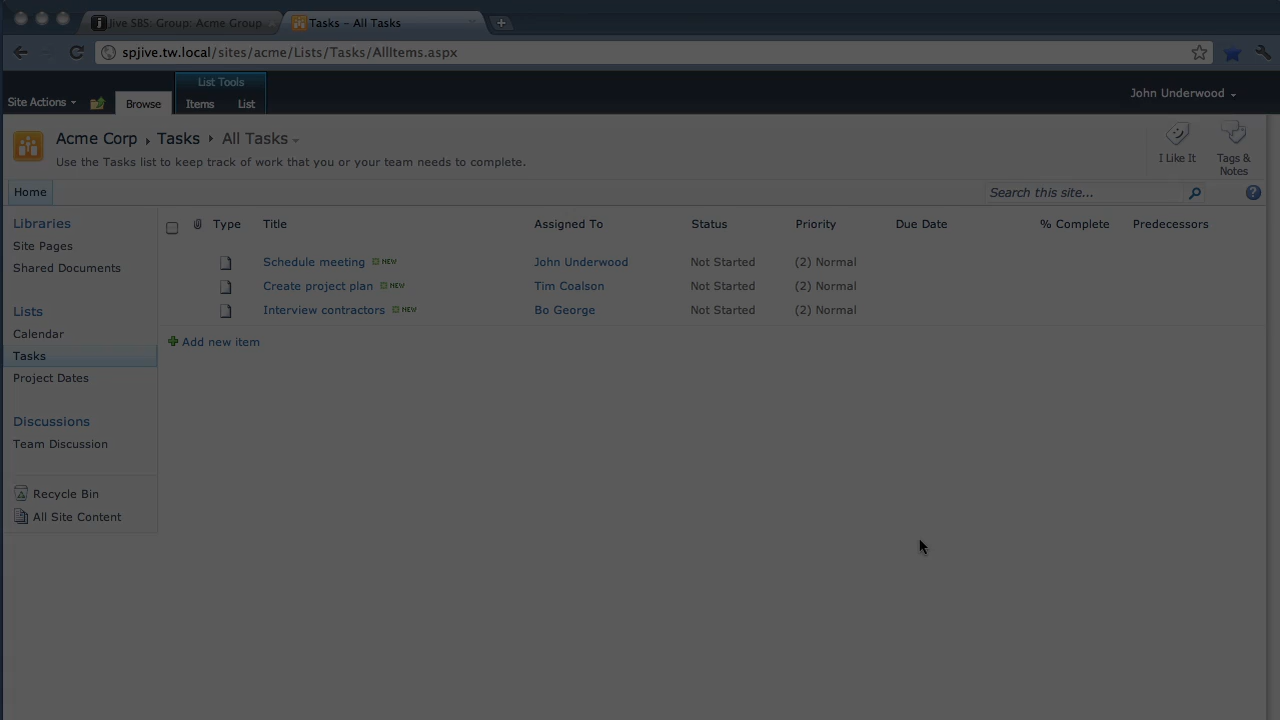 Jive SBS: Group: Acme Group
Tasks – All Tasks
spjive.tw.local/sites/acme/Lists/Tasks/AllItems.aspx
List Tools
Site Actions
Browse
Items
List
John Underwood
Acme Corp
Tasks
All Tasks
Use the Tasks list to keep track of work that you or your team needs to complete.
I Like It
Tags &
Notes
Home
Search this site...
Libraries
Site Pages
Shared Documents
Lists
Calendar
Tasks
Project Dates
Discussions
Team Discussion
Recycle Bin
All Site Content
Type Title Assigned To Status Priority Due Date % Complete Predecessors
Schedule meeting NEW John Underwood Not Started (2) Normal
Create project plan NEW Tim Coalson Not Started (2) Normal
Interview contractors NEW Bo George Not Started (2) Normal
Add new item